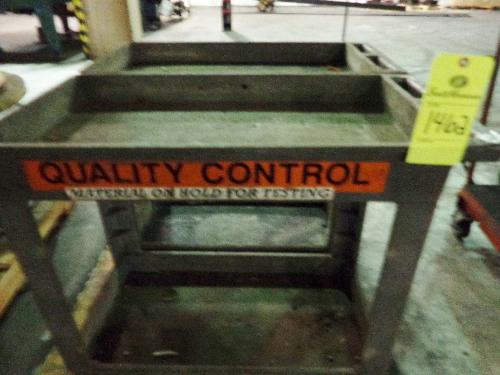 QUALITY CONTROL
MATERIAL ON HOLD FOR TESTING
1462